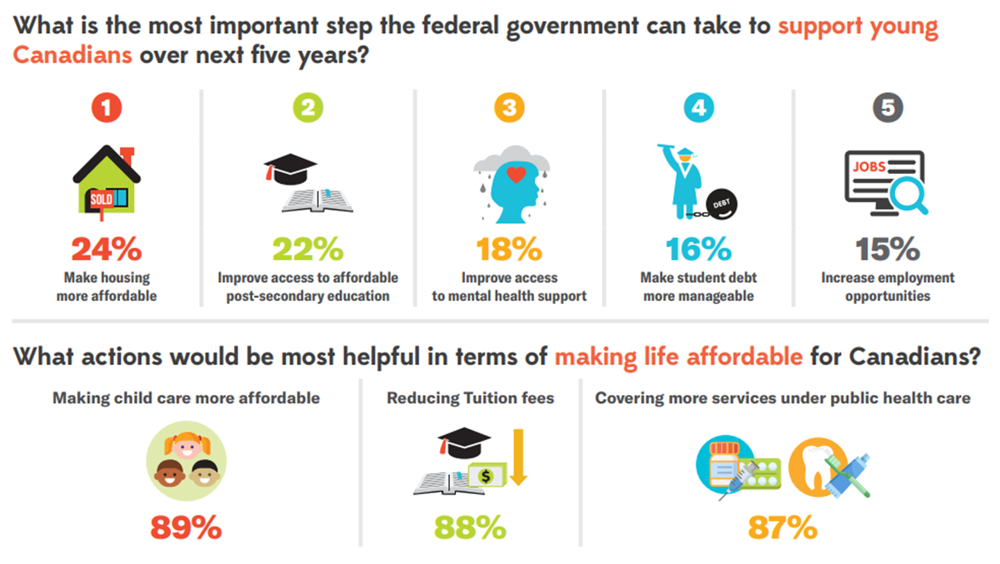 What is the most important step the federal government can take to support young
Canadians over next five years?
1
2
3
4
5
SOLD
DEBT
JOBS
24%
22%
18%
16%
15%
Make housing
more affordable
Improve access to affordable
post-secondary education
Improve access
to mental health support
Make student debt
more manageable
Increase employment
opportunities
What actions would be most helpful in terms of making life affordable for Canadians?
Making child care more affordable
Reducing Tuition fees
Covering more services under public health care
$
89%
88%
87%